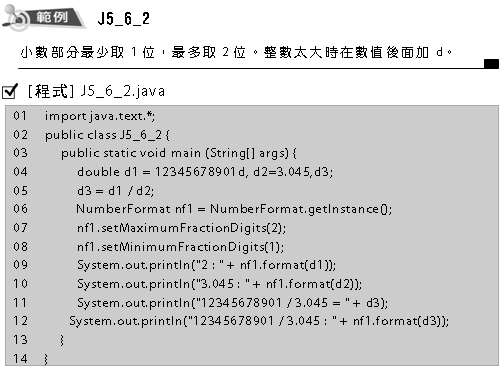 範例 J5_6_2
小數部分最少取 1 位，最多取 2 位。整數太大時在數值後面加 d。
[程式] J5_6_2.java
01 import java.text.*;
02 public class J5_6_2 {
03 public static void main (String[] args) {
04 double d1 = 12345678901d, d2=3.045,d3;
05 d3 = d1 / d2;
06 NumberFormat nf1 = NumberFormat.getInstance();
07 nf1.setMaximumFractionDigits(2);
08 nf1.setMinimumFractionDigits(1);
09 System.out.println("2 : "+ nf1.format(d1));
10 System.out.println("3.045 : "+ nf1.format(d2));
11 System.out.println("12345678901 / 3.045 = "+ d3);
12 System.out.println("12345678901 / 3.045 : "+ nf1.format(d3));
13 }
14 }